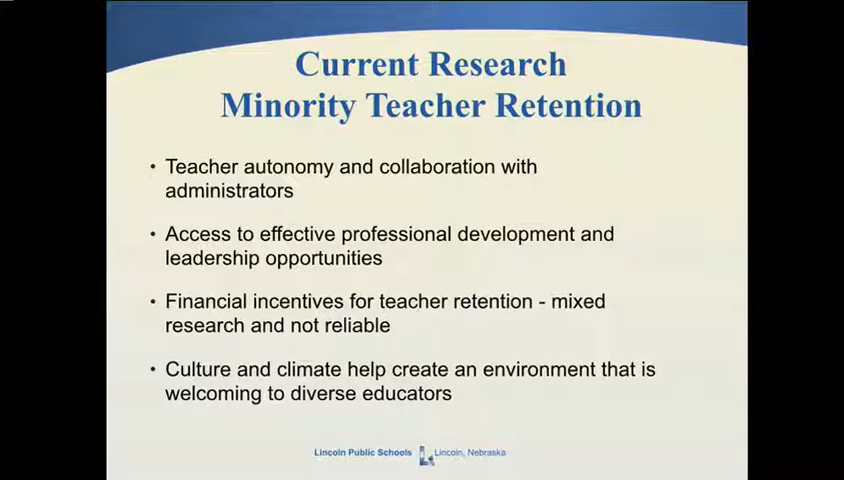 Current Research
Minority Teacher Retention
• Teacher autonomy and collaboration with
administrators
• Access to effective professional development and
leadership opportunities
• Financial incentives for teacher retention - mixed
research and not reliable
• Culture and climate help create an environment that is
welcoming to diverse educators
Lincoln Public Schools Lincoln, Nebraska